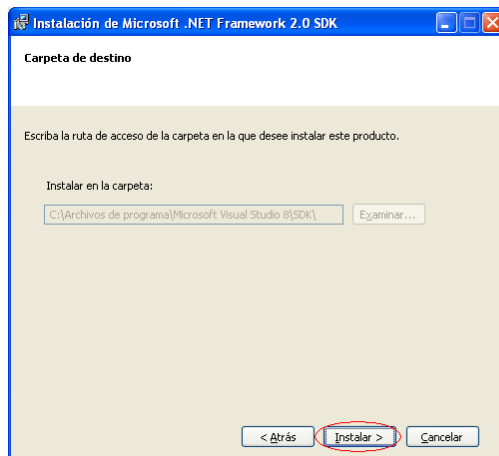 Instalación de Microsoft .NET Framework 2.0 SDK
Carpeta de destino
Escriba la ruta de acceso de la carpeta en la que desee instalar este producto.
Instalar en la carpeta:
C:\Archivos de programa\Microsoft Visual Studio 8\SDK\ Examinar...
< Atrás Instalar > Cancelar